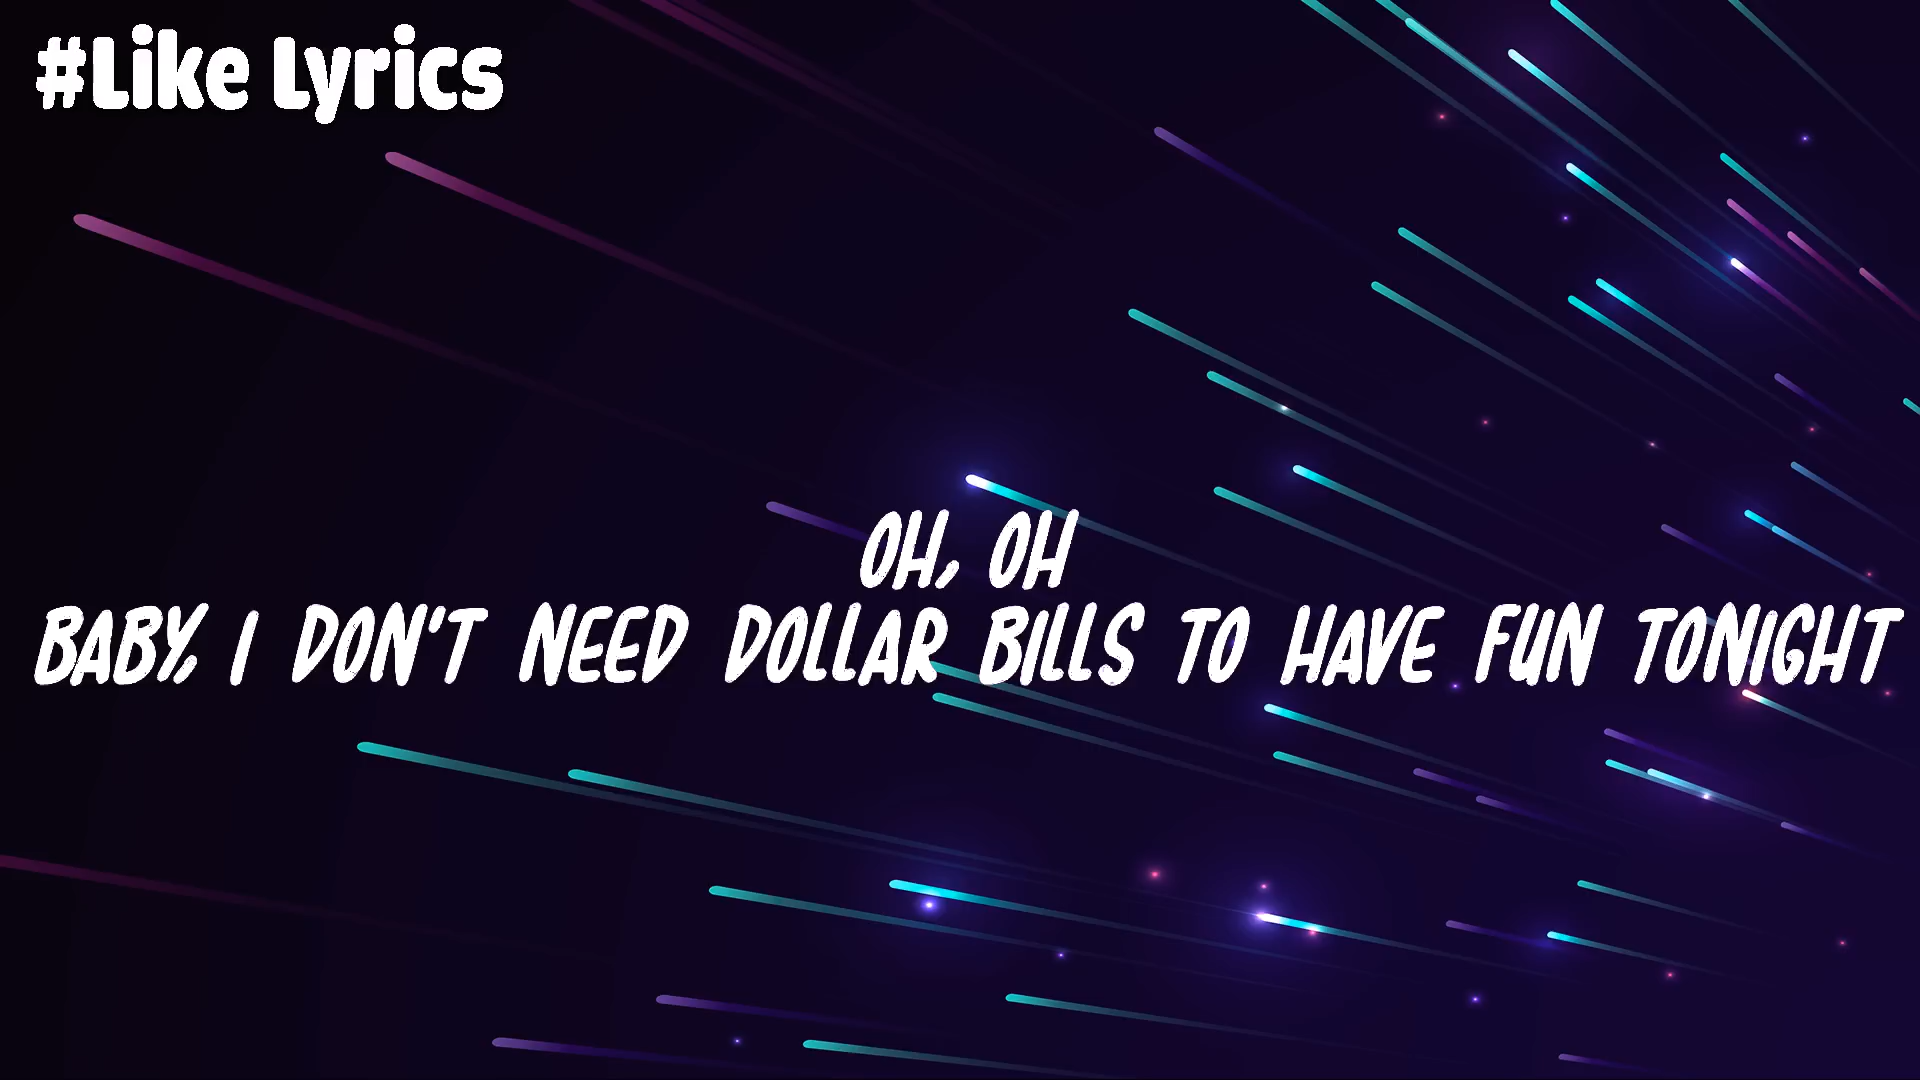 #Like Lyrics
OH, OH
BABY, I DON'T NEED DOLLAR BILLS TO HAVE FUN TONIGHT